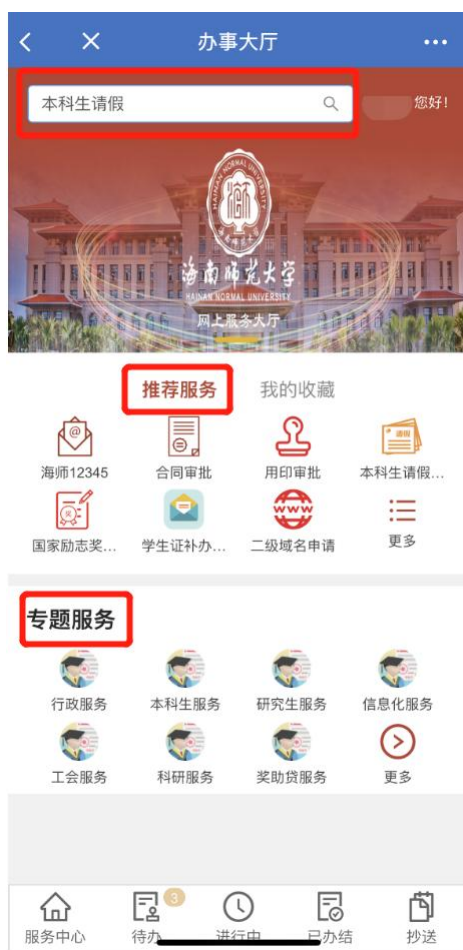 办事大厅
本科生请假
您好!
海南师范大学
HAINAN NORMAL UNIVERSITY
网上服务大厅
推荐服务
我的收藏
海师12345
合同审批
用印审批
本科生请假...
国家励志奖...
学生证补办...
二级域名申请
更多
专题服务
行政服务
本科生服务
研究生服务
信息化服务
工会服务
科研服务
奖助贷服务
更多
3
服务中心
待办
进行中
已办结
抄送